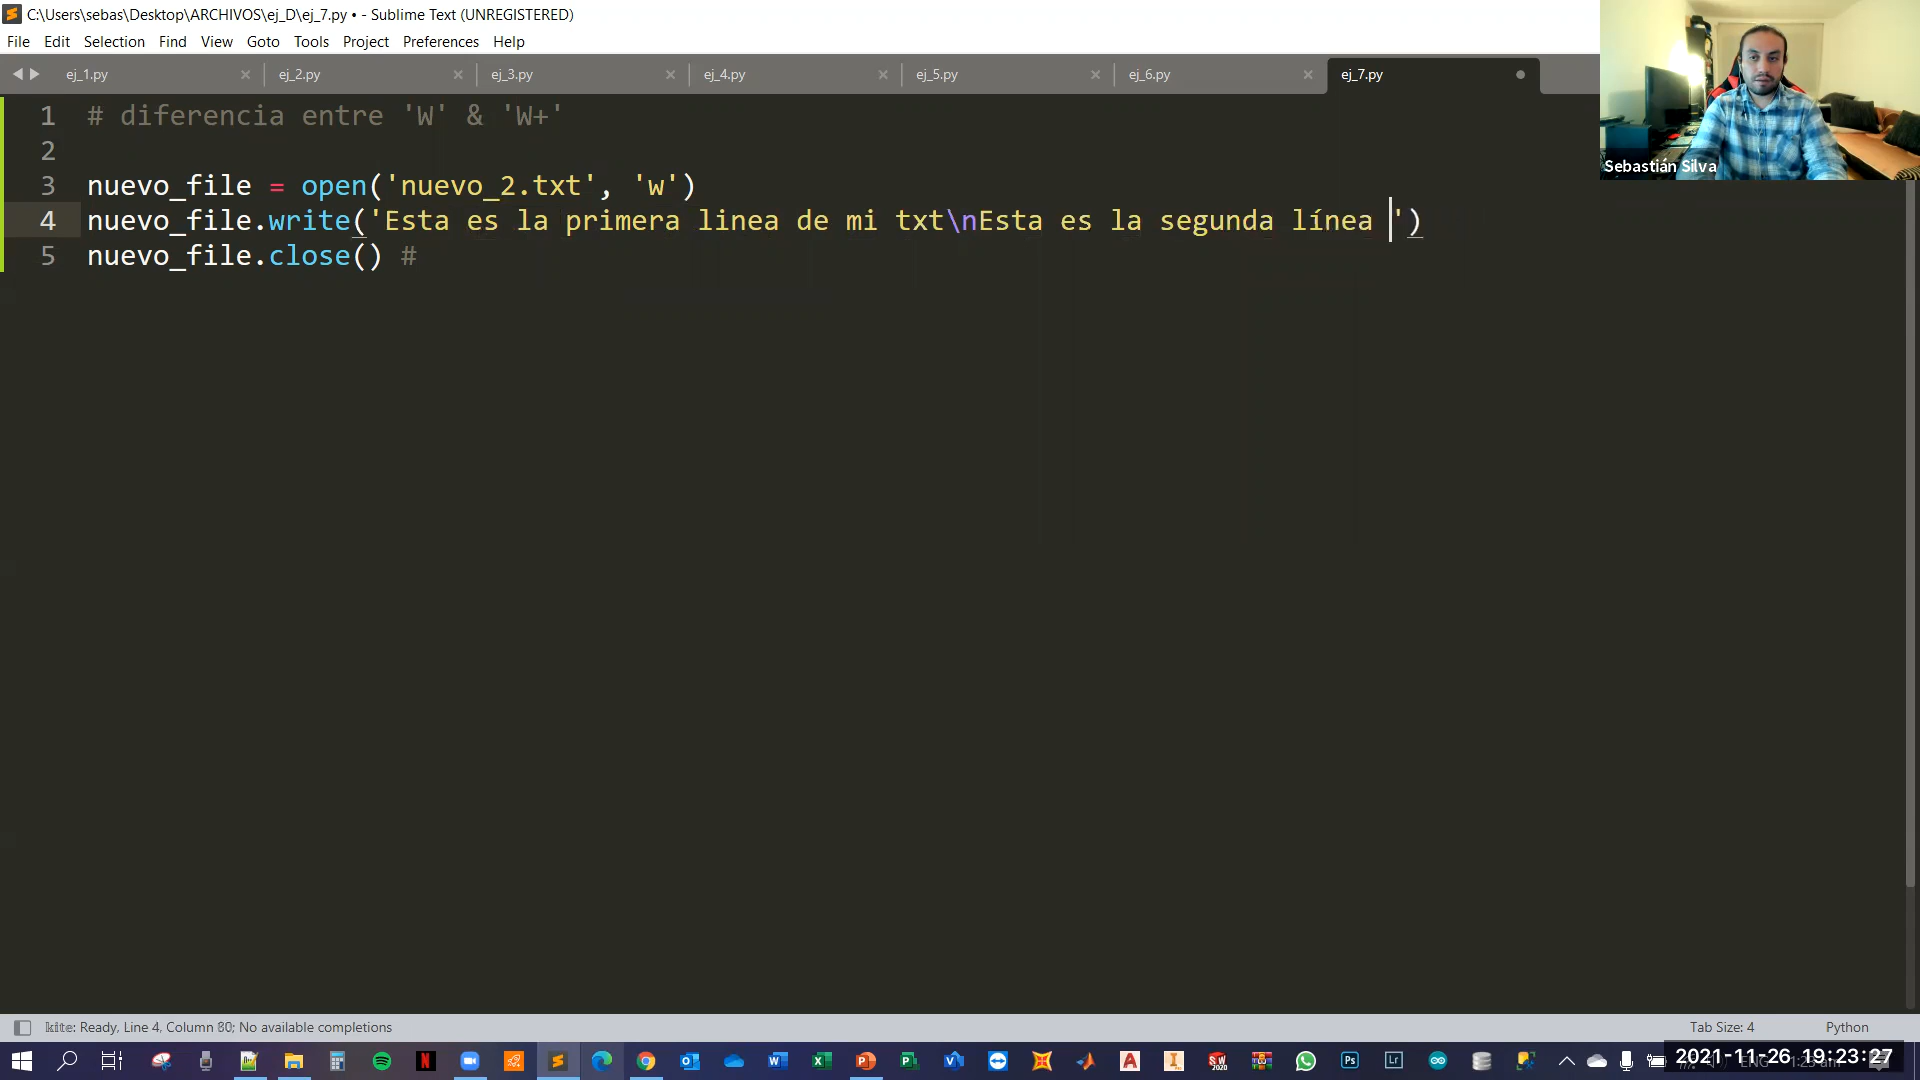 C:\Users\sebas\Desktop\ARCHIVOS\ej_D\ej_7.py • - Sublime Text (UNREGISTERED)
File Edit Selection Find View Goto Tools Project Preferences Help
ej_1.py × ej_2.py × ej_3.py × ej_4.py × ej_5.py × ej_6.py × ej_7.py
Sebastián Silva
1 # diferencia entre 'W' & 'W+'
2
3 nuevo_file = open('nuevo_2.txt', 'w')
4 nuevo_file.write('Esta es la primera linea de mi txt\nEsta es la segunda línea ')
5 nuevo_file.close() #
kite: Ready, Line 4, Column 80; No available completions
Tab Size: 4
Python
2021-11-26 19:23:27